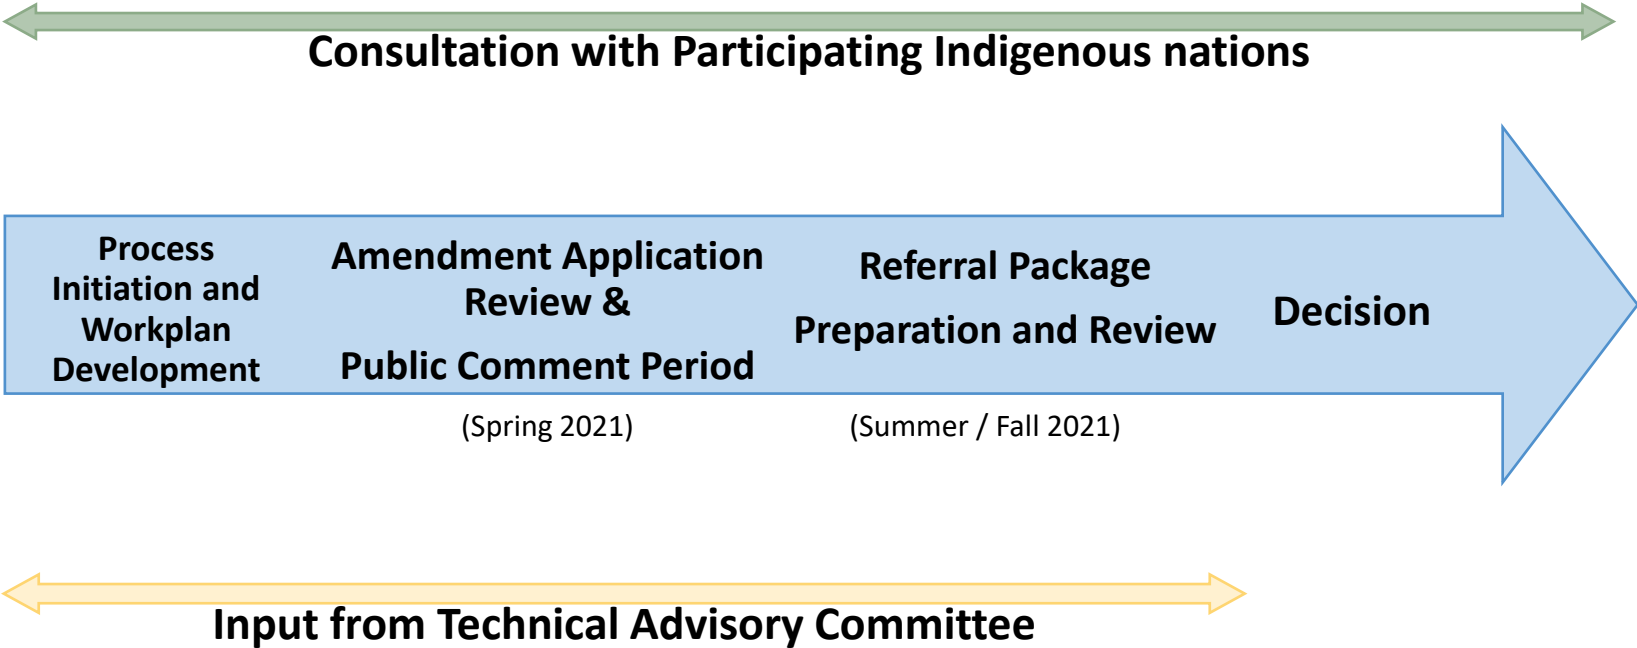 Consultation with Participating Indigenous nations
Process
Initiation and
Workplan
Development
Amendment Application
Review &
Public Comment Period
(Spring 2021)
Referral Package
Preparation and Review
(Summer / Fall 2021)
Decision
Input from Technical Advisory Committee